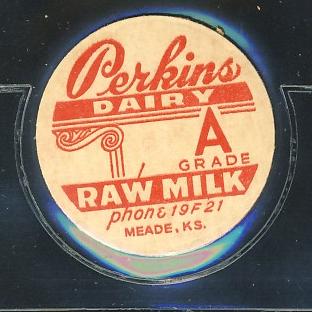 Perkins
DAIRY
A
GRADE
RAW MILK
phone 19F21
MEADE, KS.